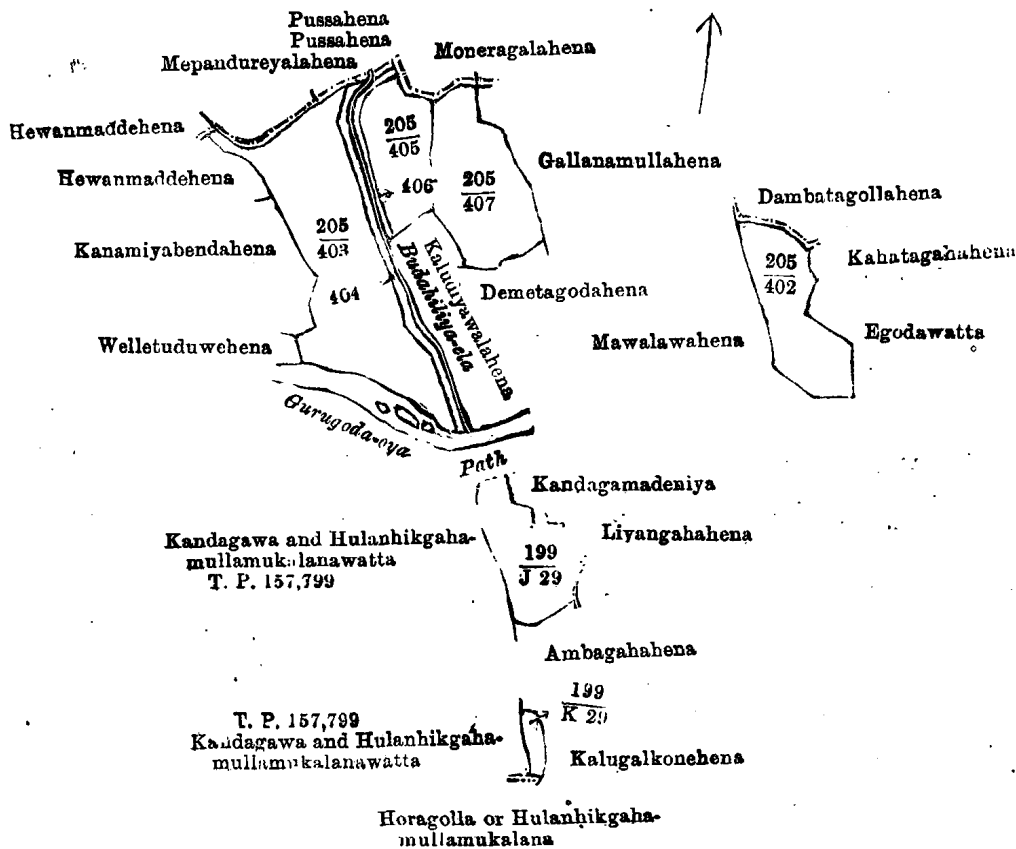 Pussahena
Pussahena
Mepandureyalahena
Moneragalahena
Hewanmaddehena
205
405
Hewanmaddehena
406
205
407
Gallanamullahena
Dambatagollahena
Kanamiyabendahena
205
403
404
Kaludiyawalahena
Budahiliya-ela
Demetagodahena
205
402
Kahatagahahena
Welletuduwehena
Mawalawahena
Egodawatta
Gurugoda-oya
Path
Kandagamadeniya
Kandagawa and Hulanhikgaha-
mullamukalanawatta
T. P. 157,799
Liyangahahena
199
J 29
Ambagahahena
199
K 29
T. P. 157,799
Kandagawa and Hulanhikgaha-
mullamukalanawatta
Kalugalkonehena
Horagolla or Hulanhikgaha-
mullamukalana